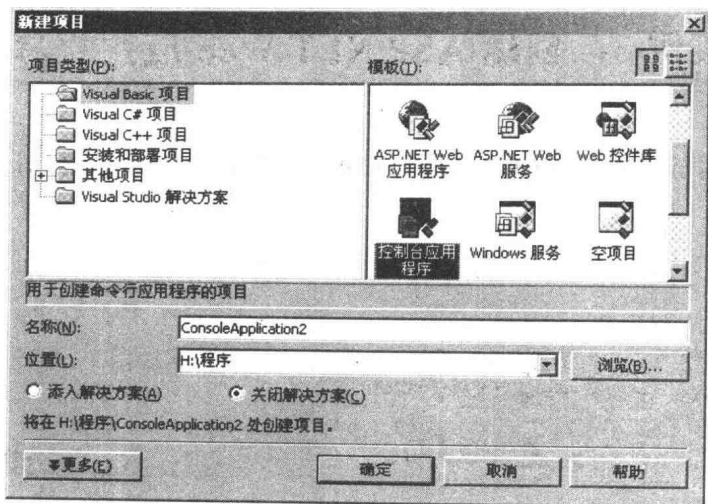 新建项目
项目类型(P):
模板(T):
Visual Basic 项目
Visual C# 项目
Visual C++ 项目
安装和部署项目
其他项目
Visual Studio 解决方案
ASP.NET Web 应用程序
ASP.NET Web 服务
Web 控件库
控制台应用程序
Windows 服务
空项目
用于创建命令行应用程序的项目
名称(N):
ConsoleApplication2
位置(L):
H:\程序
浏览(B)...
添入解决方案(A)
关闭解决方案(C)
将在 H:\程序\ConsoleApplication2 处创建项目。
更多(E)
确定
取消
帮助